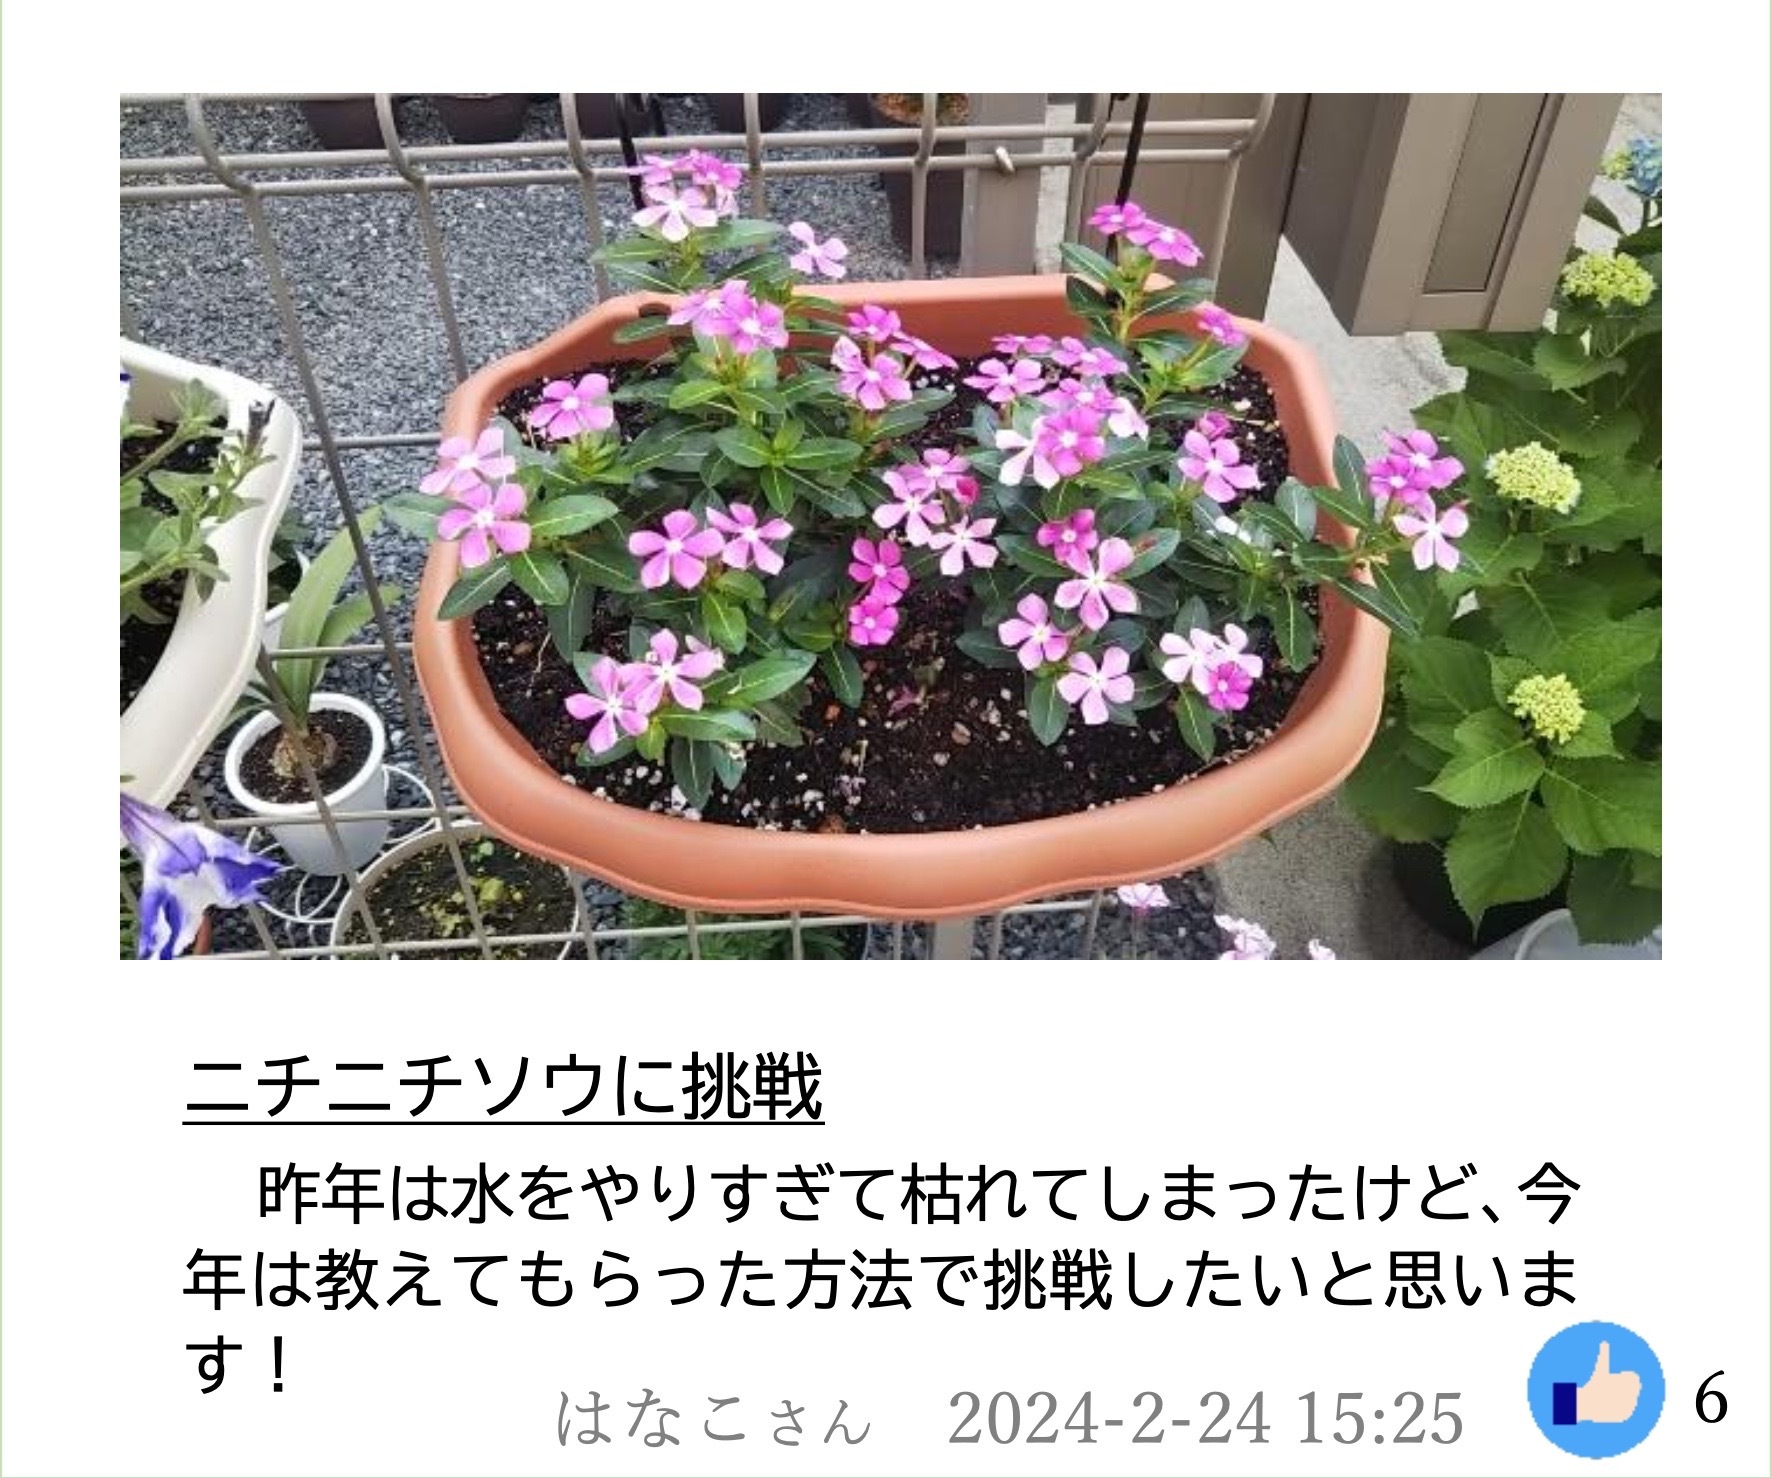 ニチニチソウに挑戦
昨年は水をやりすぎて枯れてしまったけど、今
年は教えてもらった方法で挑戦したいと思いま
す！
はなこさん　2024-2-24 15:25
6